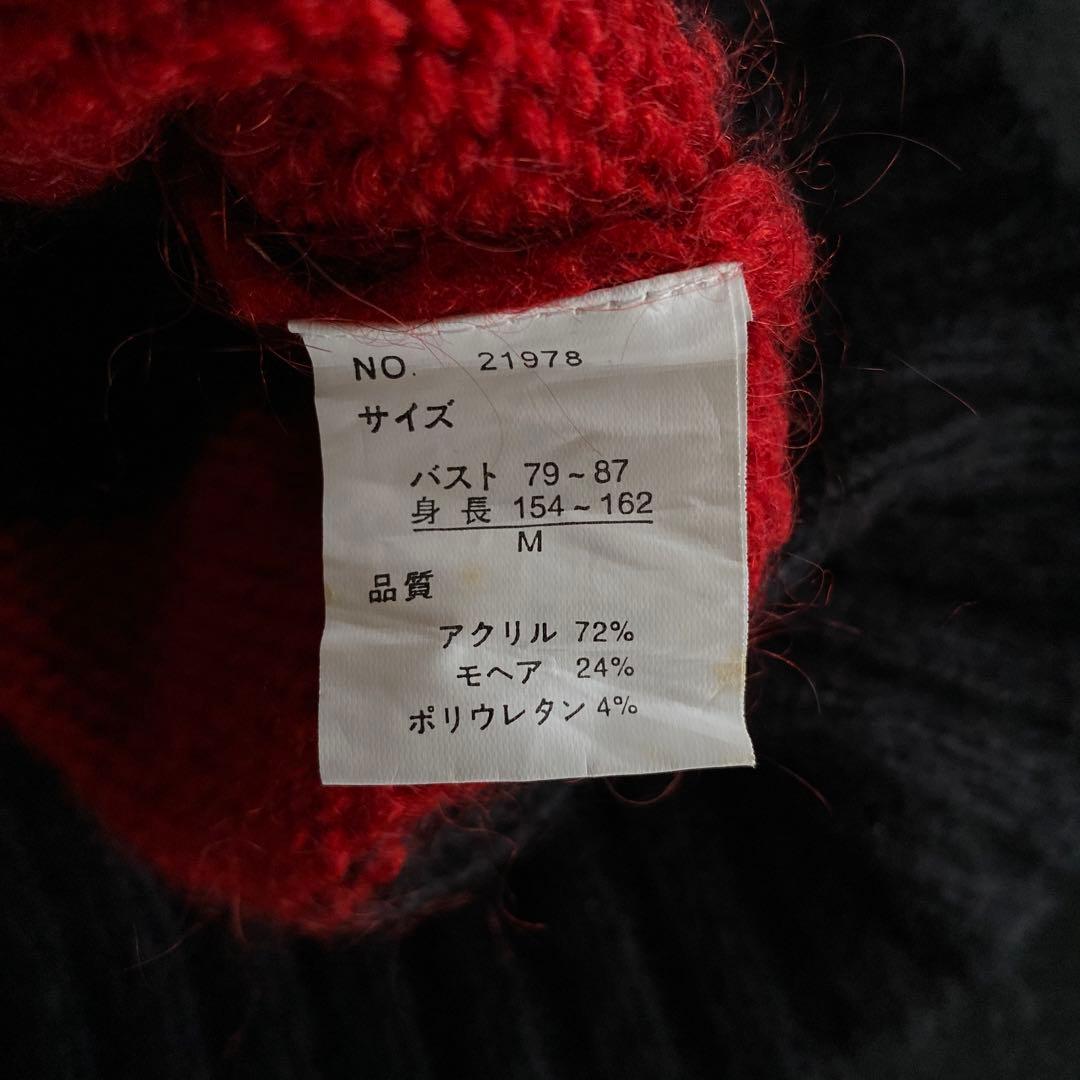 NO. 21978
サイズ
バスト 79~87
身長 154~162
M
品質
アクリル 72%
モヘア 24%
ポリウレタン 4%